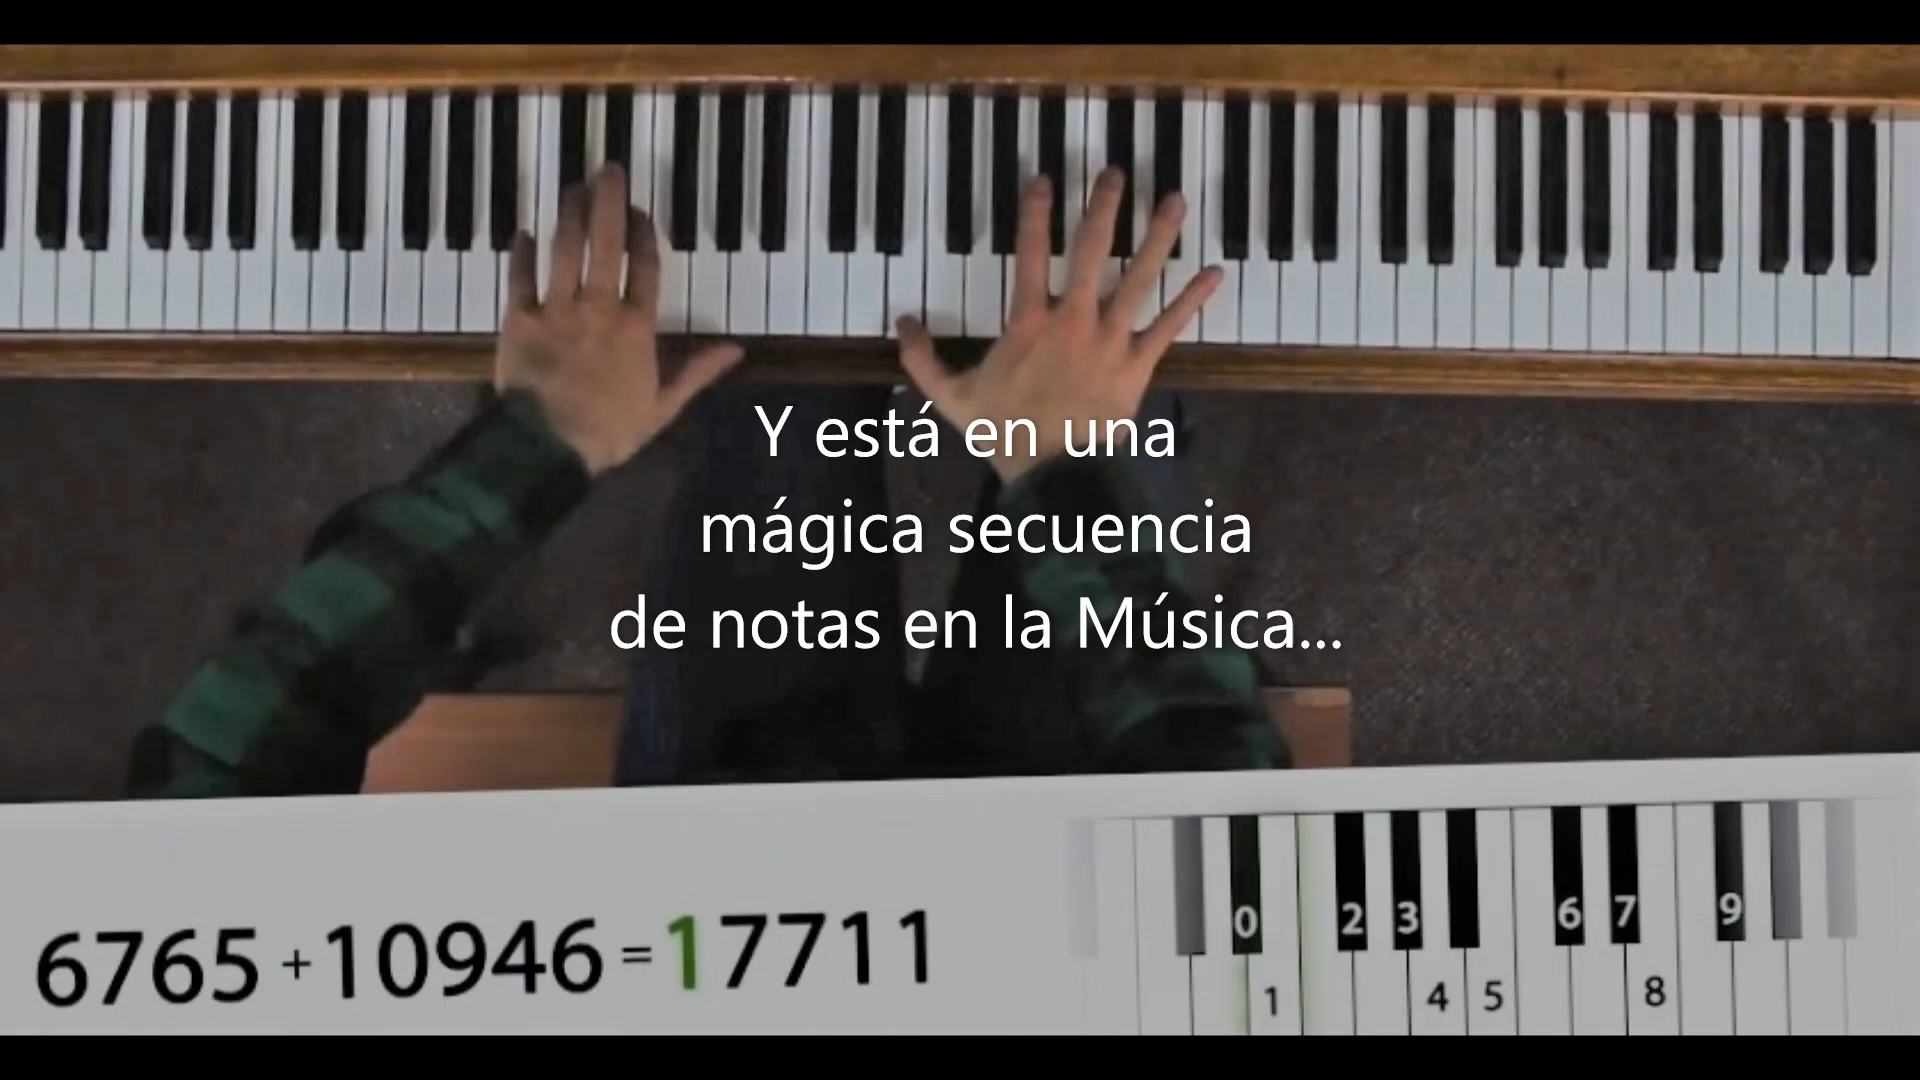 Y está en una
mágica secuencia
de notas en la Música...
6765 + 10946 = 17711
0 2 3 6 7 9
1 4 5 8